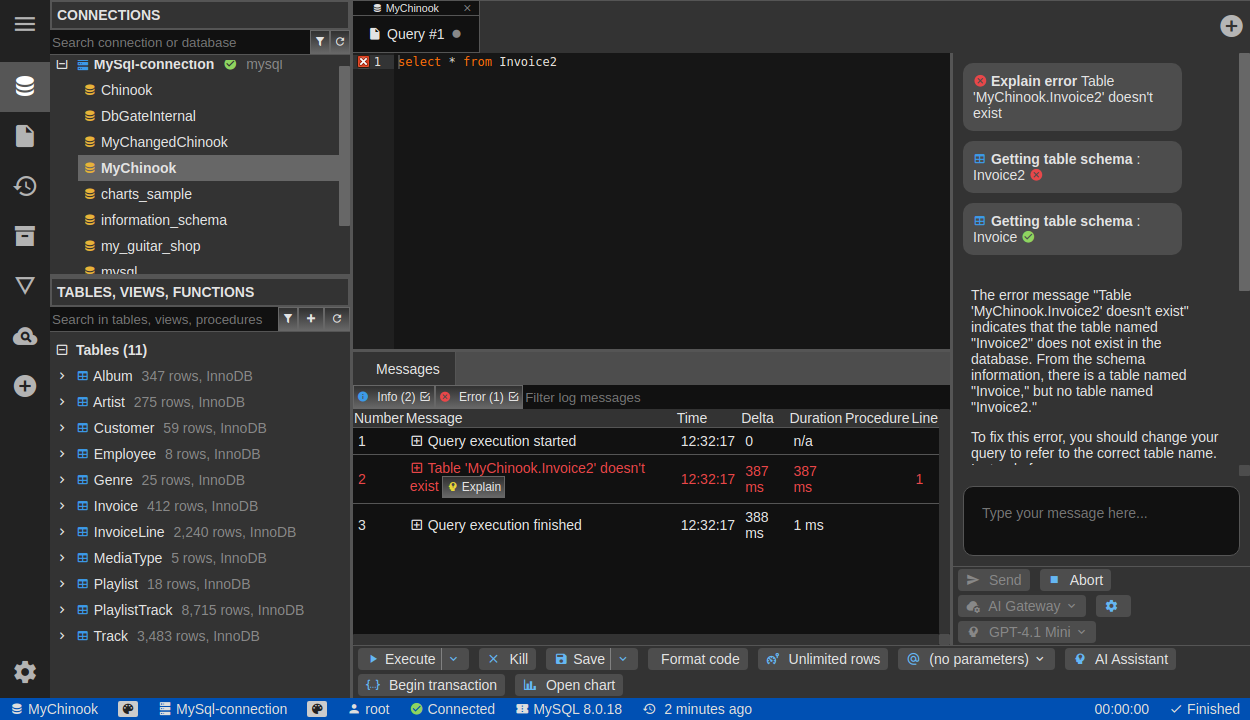 CONNECTIONS
Search connection or database
MySql-connection mysql
Chinook
DbGateInternal
MyChangedChinook
MyChinook
charts_sample
information_schema
my_guitar_shop
mysql
TABLES, VIEWS, FUNCTIONS
Search in tables, views, procedures
Tables (11)
Album 347 rows, InnoDB
Artist 275 rows, InnoDB
Customer 59 rows, InnoDB
Employee 8 rows, InnoDB
Genre 25 rows, InnoDB
Invoice 412 rows, InnoDB
InvoiceLine 2,240 rows, InnoDB
MediaType 5 rows, InnoDB
Playlist 18 rows, InnoDB
PlaylistTrack 8,715 rows, InnoDB
Track 3,483 rows, InnoDB
MyChinook
Query #1
1 select * from Invoice2
Messages
Info (2) Error (1) Filter log messages
Number Message Time Delta Duration Procedure Line
1 Query execution started 12:32:17 0 n/a
2 Table 'MyChinook.Invoice2' doesn't exist Explain 12:32:17 387 ms 387 ms 1
3 Query execution finished 12:32:17 388 ms 1 ms
Explain error Table
'MyChinook.Invoice2' doesn't
exist
Getting table schema :
Invoice2
Getting table schema :
Invoice
The error message "Table
'MyChinook.Invoice2' doesn't exist"
indicates that the table named
"Invoice2" does not exist in the
database. From the schema
information, there is a table named
"Invoice," but no table named
"Invoice2."
To fix this error, you should change your
query to refer to the correct table name.
Type your message here...
Send Abort
AI Gateway
GPT-4.1 Mini
Execute Kill Save Format code Unlimited rows (no parameters) AI Assistant
Begin transaction Open chart
MyChinook MySql-connection root Connected MySQL 8.0.18 2 minutes ago 00:00:00 Finished